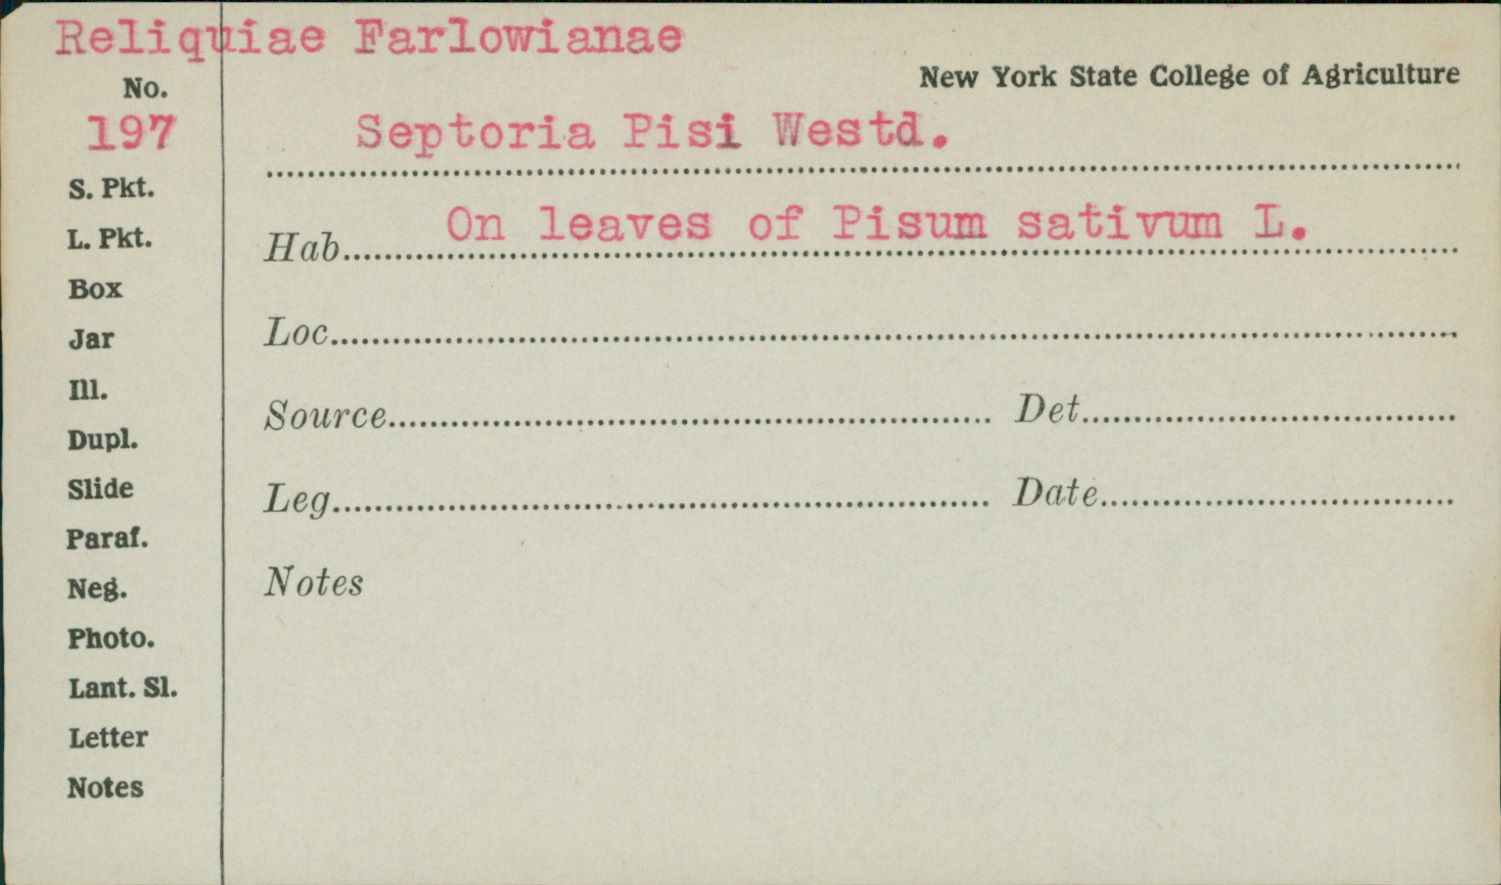 Reliquiae Farlowianae
New York State College of Agriculture
No.
197
Septoria Pisi Westd.
S. Pkt.
L. Pkt.
Box
Jar
Ill.
Dupl.
Slide
Paraf.
Neg.
Photo.
Lant. Sl.
Letter
Notes
Hab. On leaves of Pisum sativum L.
Loc.
Source Det.
Leg. Date
Notes